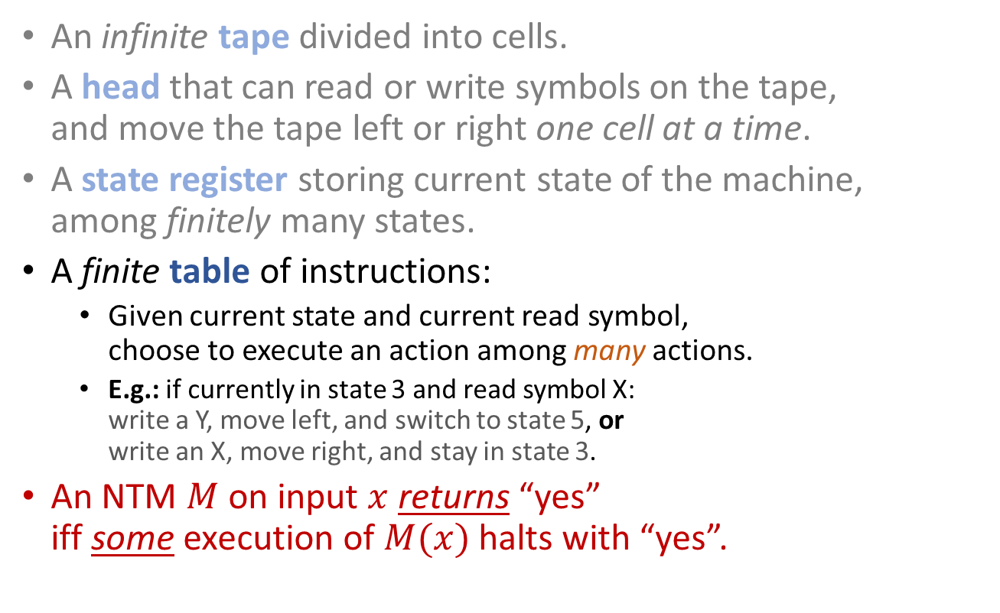 • An infinite tape divided into cells.
• A head that can read or write symbols on the tape,
and move the tape left or right one cell at a time.
• A state register storing current state of the machine,
among finitely many states.
• A finite table of instructions:
• Given current state and current read symbol,
choose to execute an action among many actions.
• E.g.: if currently in state 3 and read symbol X:
write a Y, move left, and switch to state 5, or
write an X, move right, and stay in state 3.
• An NTM 𝑀 on input 𝑥 returns “yes”
iff some execution of 𝑀(𝑥) halts with “yes”.